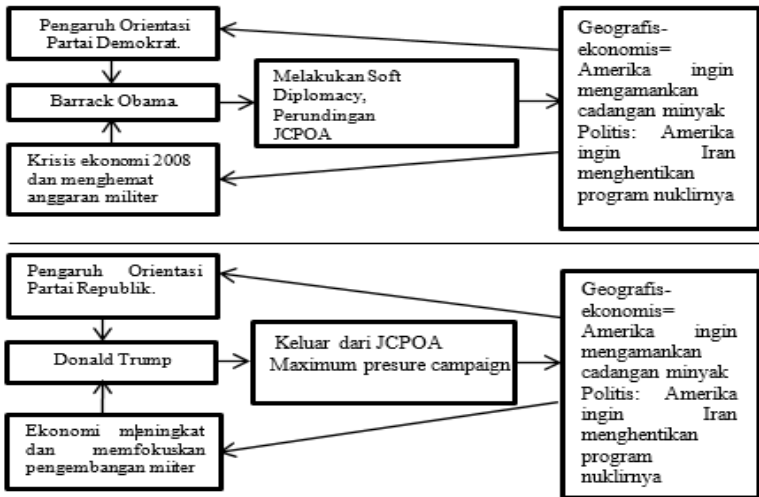 Pengaruh Orientasi
Partai Demokrat.
Barrack Obama.
Krisis ekonomi 2008
dan menghemat
anggaran militer
Melakukan Soft
Diplomacy,
Perundingan
JCPOA
Geografis-
ekonomis=
Amerika ingin
mengamankan
cadangan minyak
Politis: Amerika
ingin Iran
menghentikan
program nuklirnya
Pengaruh Orientasi
Partai Republik.
Donald Trump
Ekonomi meningkat
dan memfokuskan
pengembangan miiter
Keluar dari JCPOA
Maximum presure campaign
Geografis-
ekonomis=
Amerika ingin
mengamankan
cadangan minyak
Politis: Amerika
ingin Iran
menghentikan
program
nuklirnya